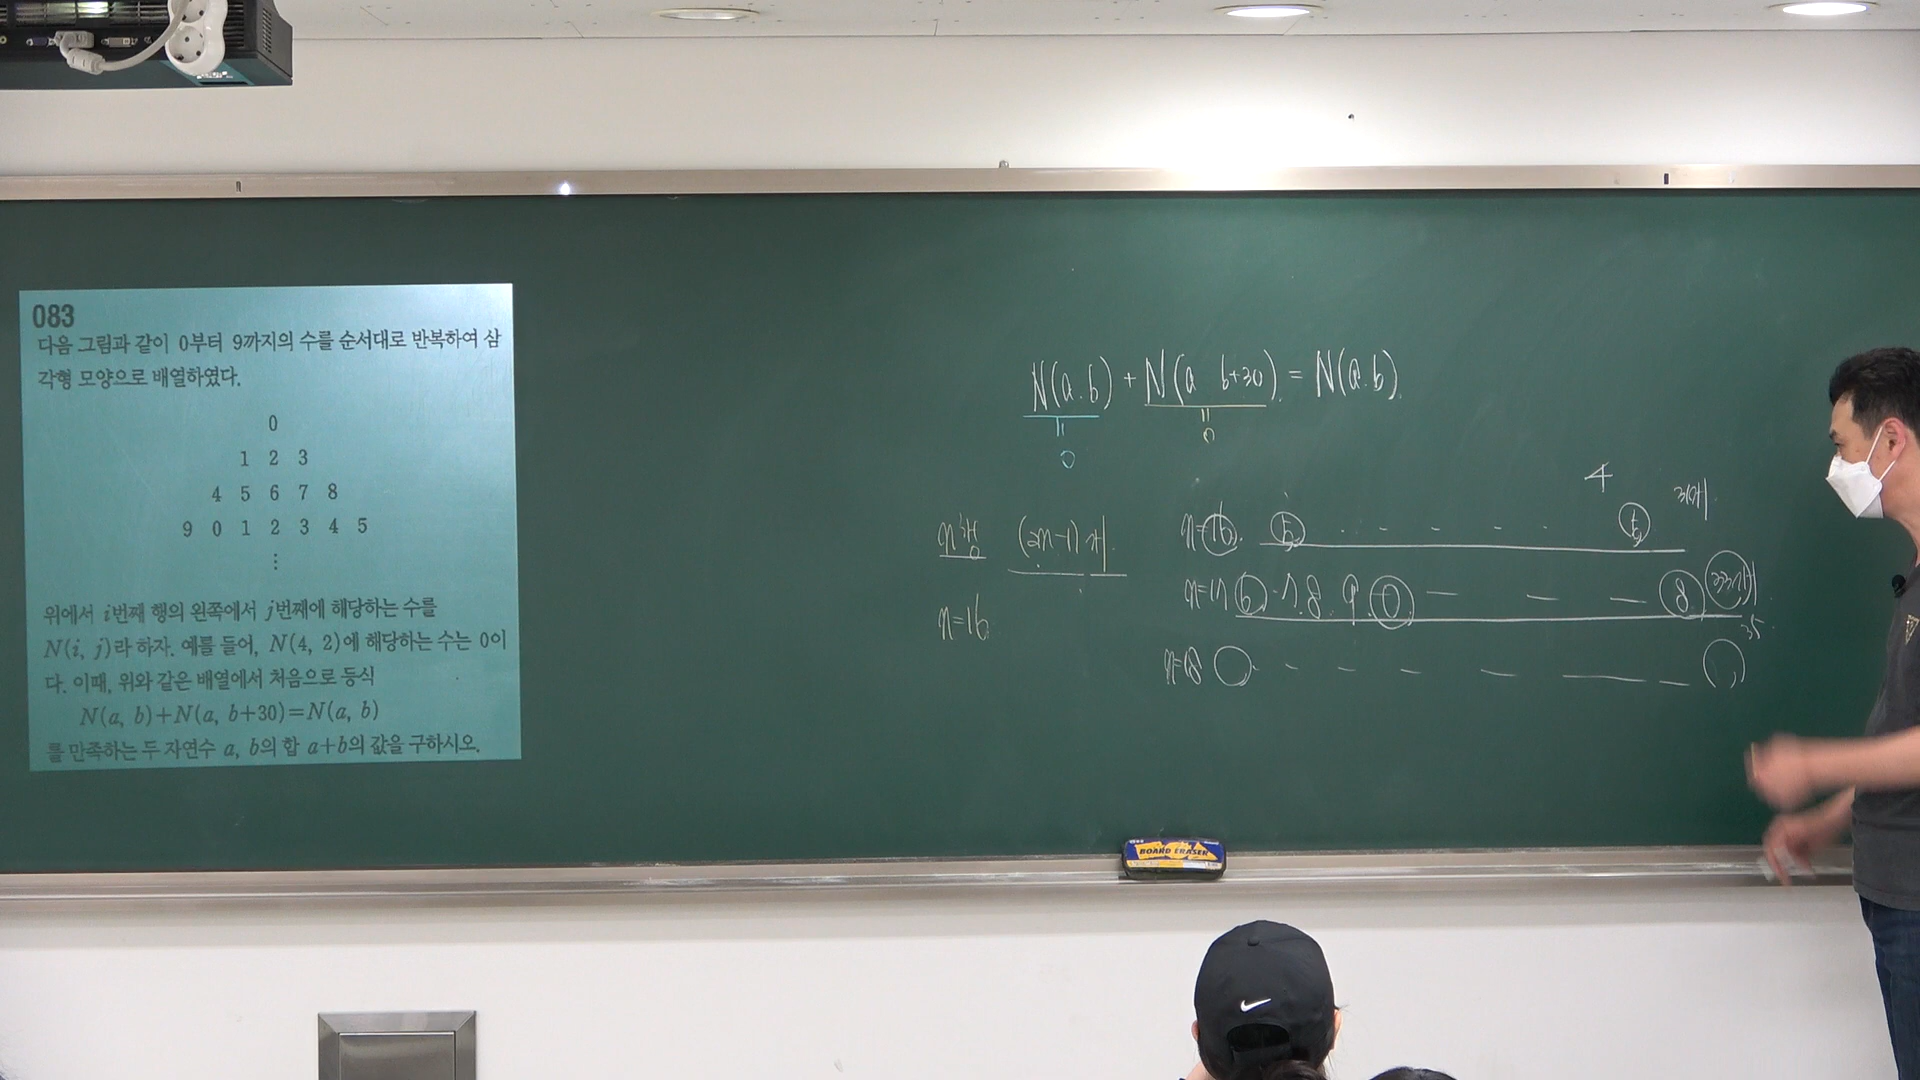 083
다음 그림과 같이 0부터 9까지의 수를 순서대로 반복하여 삼
각형 모양으로 배열하였다.
0
1 2 3
4 5 6 7 8
9 0 1 2 3 4 5
⋮
위에서 i번째 행의 왼쪽에서 j번째에 해당하는 수를
N(i, j)라 하자. 예를 들어, N(4, 2)에 해당하는 수는 0이
다. 이때, 위와 같은 배열에서 처음으로 등식
N(a, b)+N(a, b+30)=N(a, b)
를 만족하는 두 자연수 a, b의 합 a+b의 값을 구하시오.
N(a.b) + N(a b+30) = N(a.b)
0 0
4
n행 (2n-1)개
n=16
n=16. 5 . - - - . 5 31개
n=17 6 7 8 9 0 - - - 8 33개
35
n=18 - - - - - -
BOARD ERASER